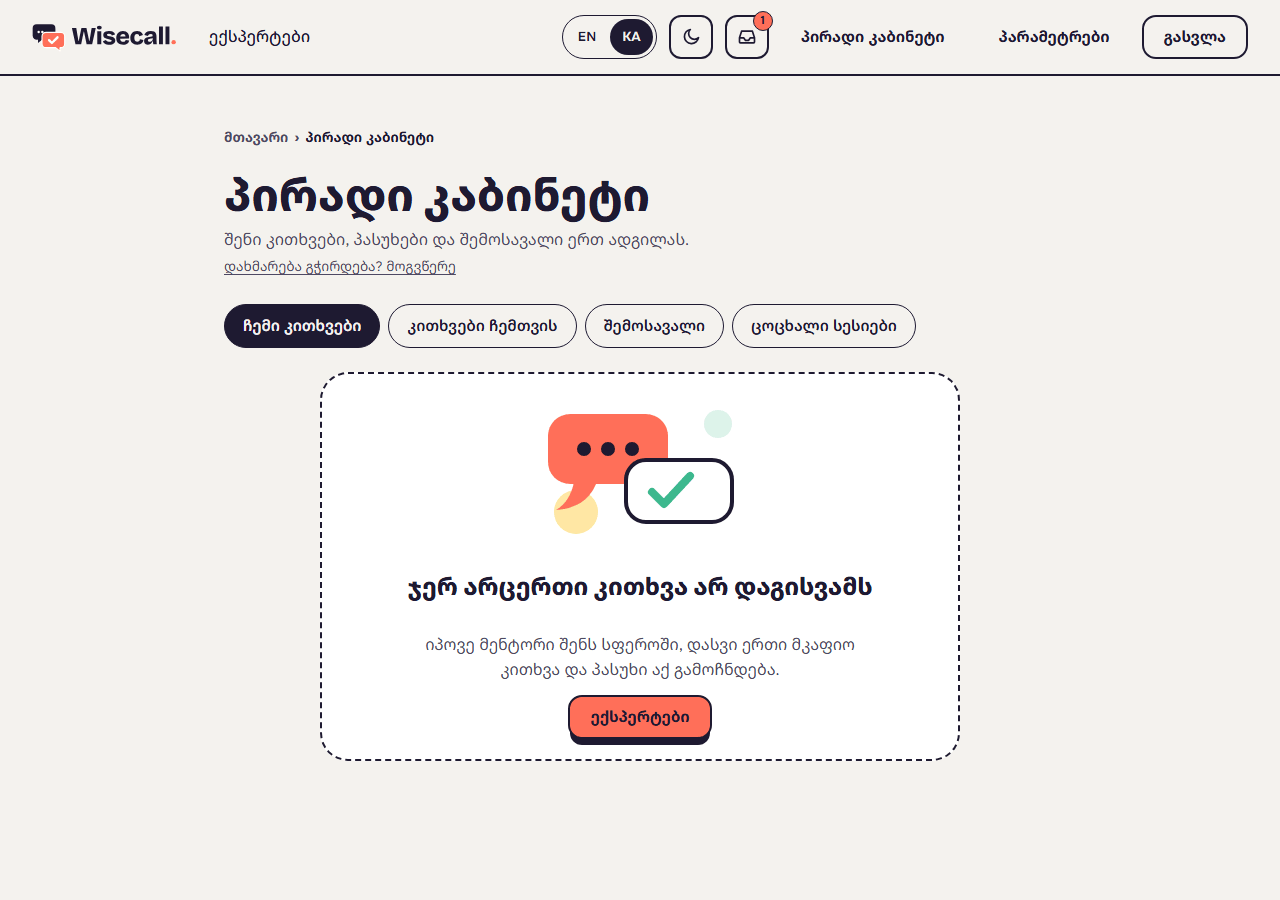 Wisecall.
ექსპერტები
EN
KA
1
პირადი კაბინეტი
პარამეტრები
გასვლა
მთავარი › პირადი კაბინეტი
პირადი კაბინეტი
შენი კითხვები, პასუხები და შემოსავალი ერთ ადგილას.
დახმარება გჭირდება? მოგვწერე
ჩემი კითხვები
კითხვები ჩემთვის
შემოსავალი
ცოცხალი სესიები
ჯერ არცერთი კითხვა არ დაგისვამს
იპოვე მენტორი შენს სფეროში, დასვი ერთი მკაფიო
კითხვა და პასუხი აქ გამოჩნდება.
ექსპერტები